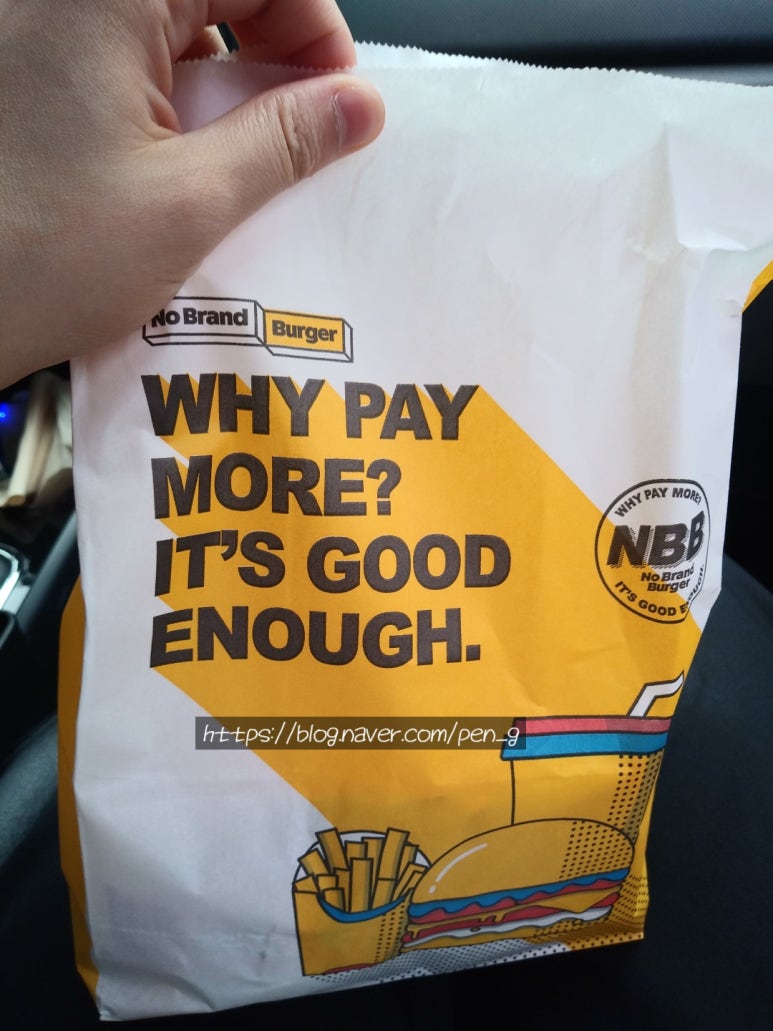 No Brand Burger
WHY PAY
MORE?
IT'S GOOD
ENOUGH.
WHY PAY MORE?
NBB
No Brand
Burger
IT'S GOOD ENOUGH
https://blog.naver.com/pen_g